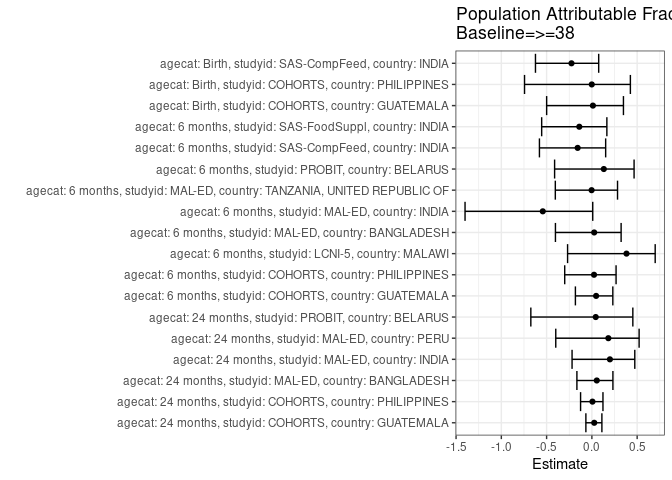 Population Attributable Frac
Baseline=>=38
agecat: Birth, studyid: SAS-CompFeed, country: INDIA
agecat: Birth, studyid: COHORTS, country: PHILIPPINES
agecat: Birth, studyid: COHORTS, country: GUATEMALA
agecat: 6 months, studyid: SAS-FoodSuppl, country: INDIA
agecat: 6 months, studyid: SAS-CompFeed, country: INDIA
agecat: 6 months, studyid: PROBIT, country: BELARUS
agecat: 6 months, studyid: MAL-ED, country: TANZANIA, UNITED REPUBLIC OF
agecat: 6 months, studyid: MAL-ED, country: INDIA
agecat: 6 months, studyid: MAL-ED, country: BANGLADESH
agecat: 6 months, studyid: LCNI-5, country: MALAWI
agecat: 6 months, studyid: COHORTS, country: PHILIPPINES
agecat: 6 months, studyid: COHORTS, country: GUATEMALA
agecat: 24 months, studyid: PROBIT, country: BELARUS
agecat: 24 months, studyid: MAL-ED, country: PERU
agecat: 24 months, studyid: MAL-ED, country: INDIA
agecat: 24 months, studyid: MAL-ED, country: BANGLADESH
agecat: 24 months, studyid: COHORTS, country: PHILIPPINES
agecat: 24 months, studyid: COHORTS, country: GUATEMALA
-1.5 -1.0 -0.5 0.0 0.5
Estimate